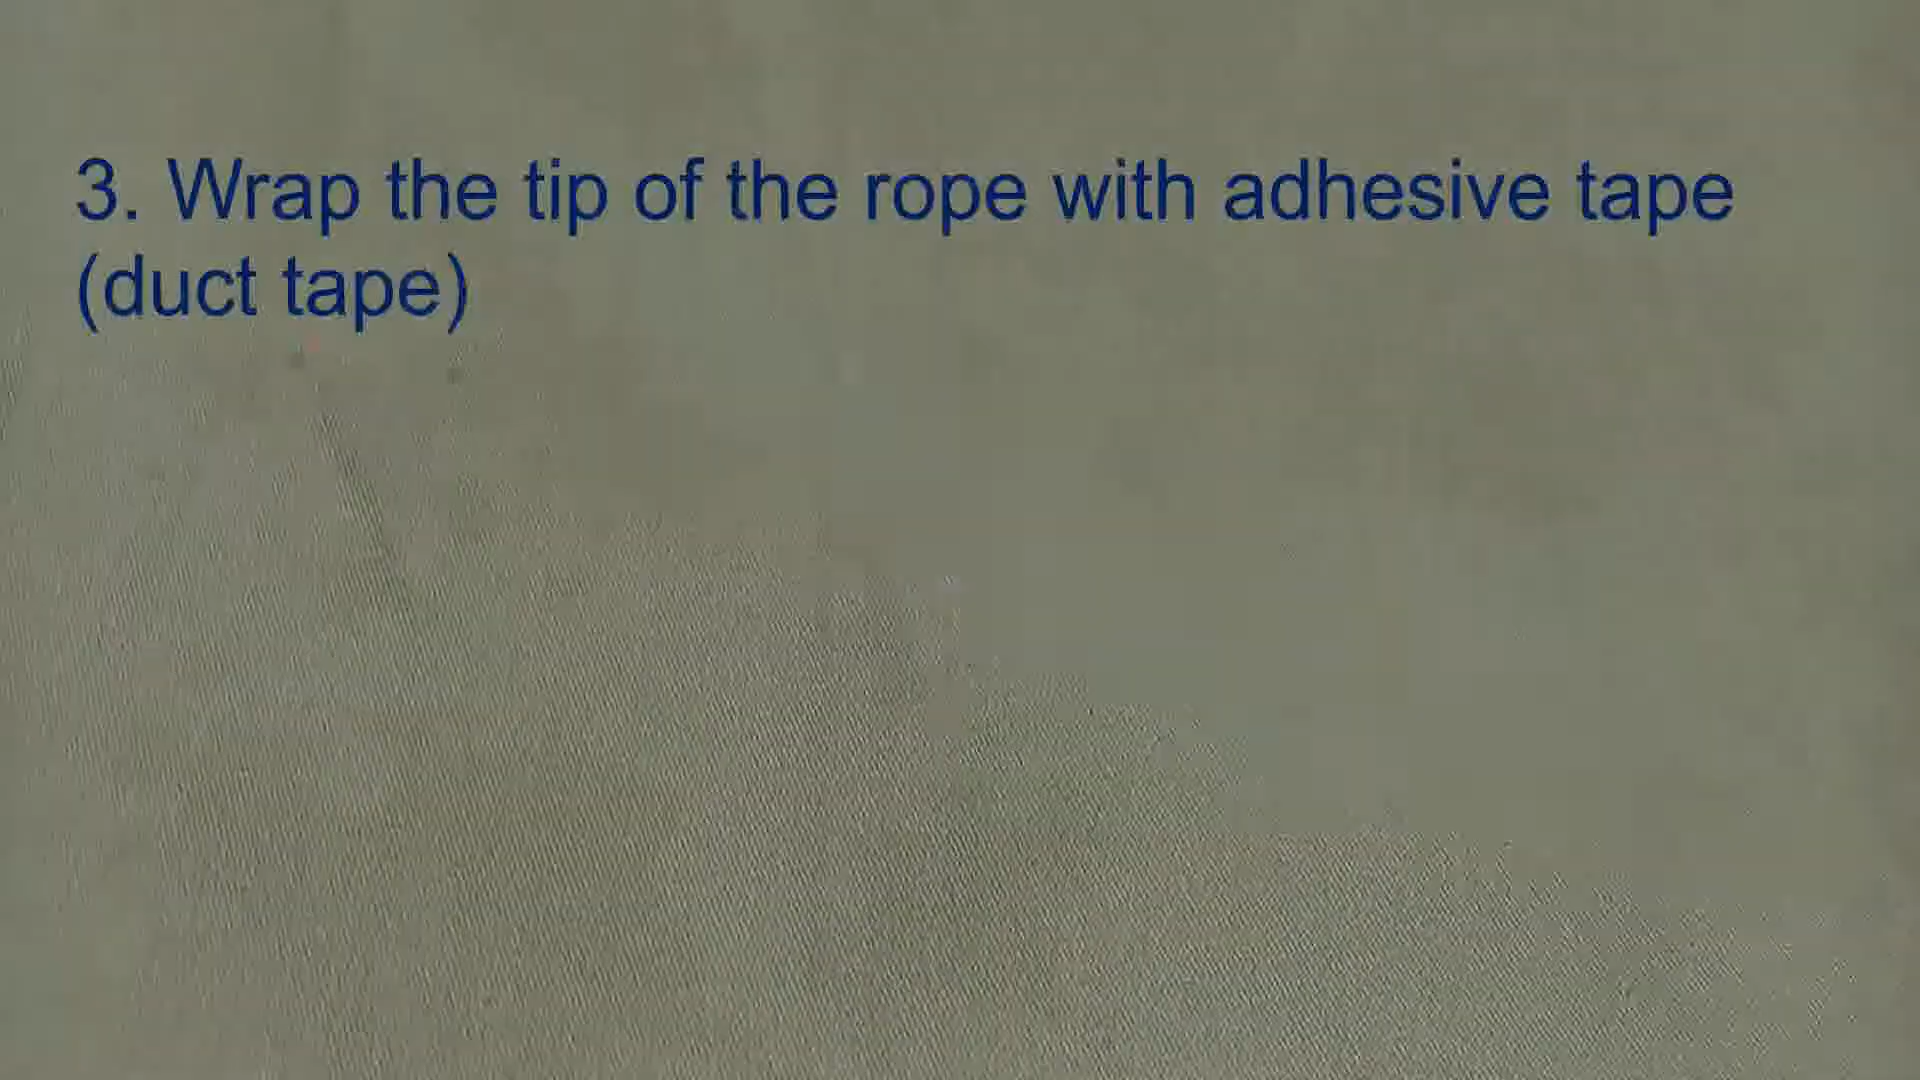 3. Wrap the tip of the rope with adhesive tape
(duct tape)